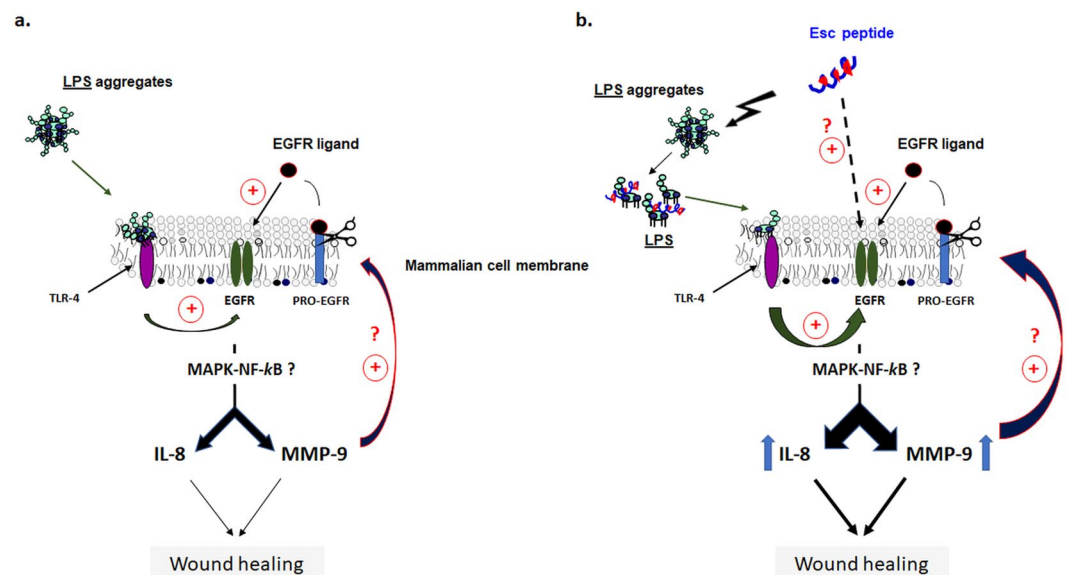 a.
LPS aggregates
EGFR ligand
+
Mammalian cell membrane
TLR-4
EGFR
PRO-EGFR
+
?
+
MAPK-NF-kB ?
IL-8
MMP-9
Wound healing
b.
Esc peptide
LPS aggregates
?
+
EGFR ligand
+
LPS
TLR-4
EGFR
PRO-EGFR
+
?
+
MAPK-NF-kB ?
IL-8
MMP-9
Wound healing